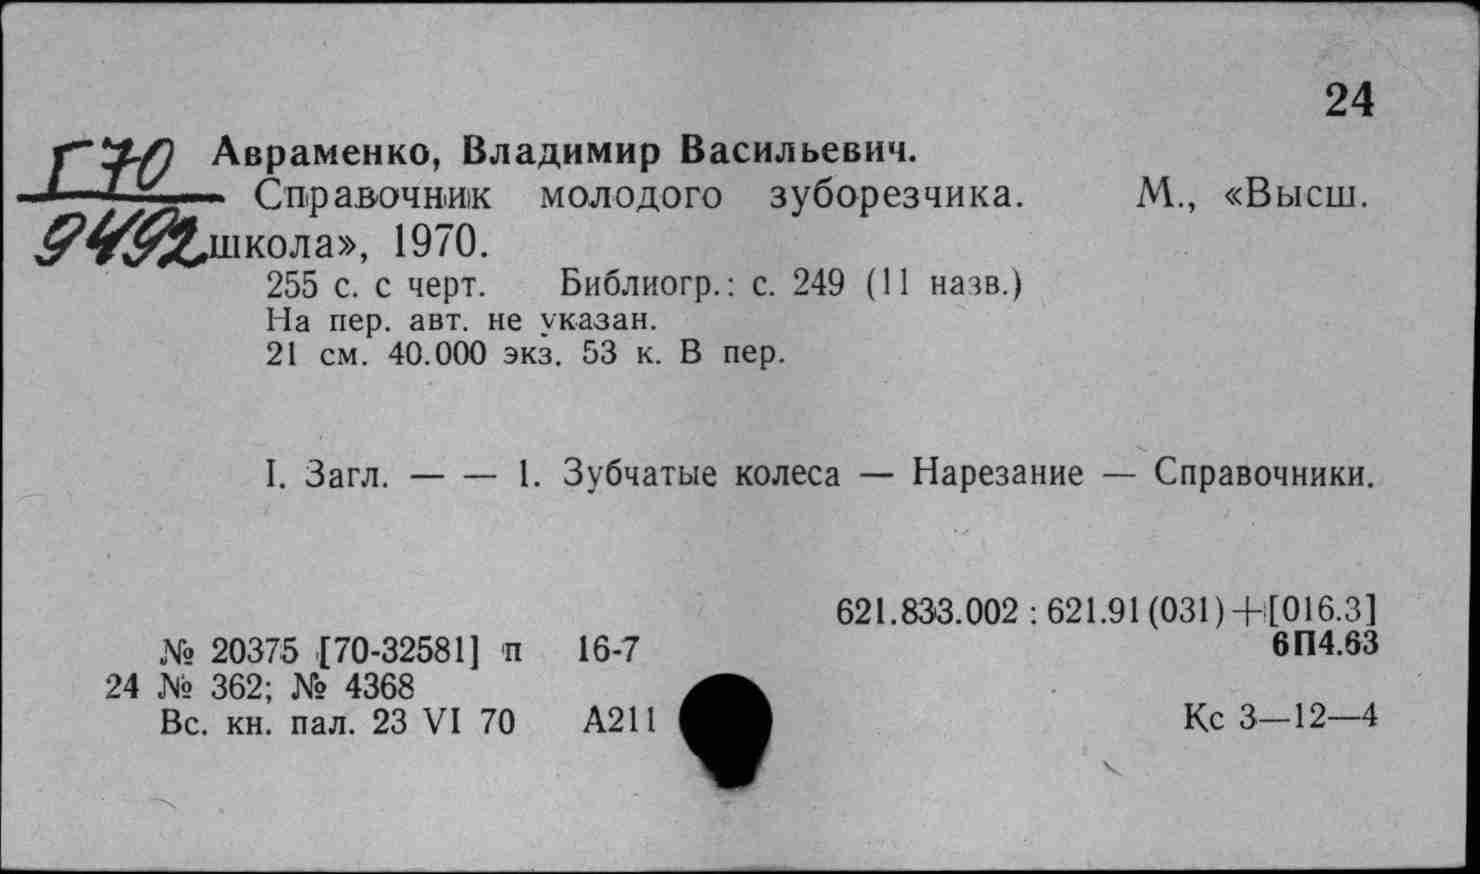 24
Г70
9492
Авраменко, Владимир Васильевич.
Справочник молодого зуборезчика. М., «Высш.
школа», 1970.
255 с. с черт. Библиогр.: с. 249 (11 назв.)
На пер. авт. не указан.
21 см. 40.000 экз. 53 к. В пер.
I. Загл. — — 1. Зубчатые колеса — Нарезание — Справочники.
621.833.002 : 621.91 (031) + [016.3]
№ 20375 [70-32581] п 16-7 6П4.63
24 № 362; № 4368
Вс. кн. пал. 23 VI 70 А211 Кс 3—12—4